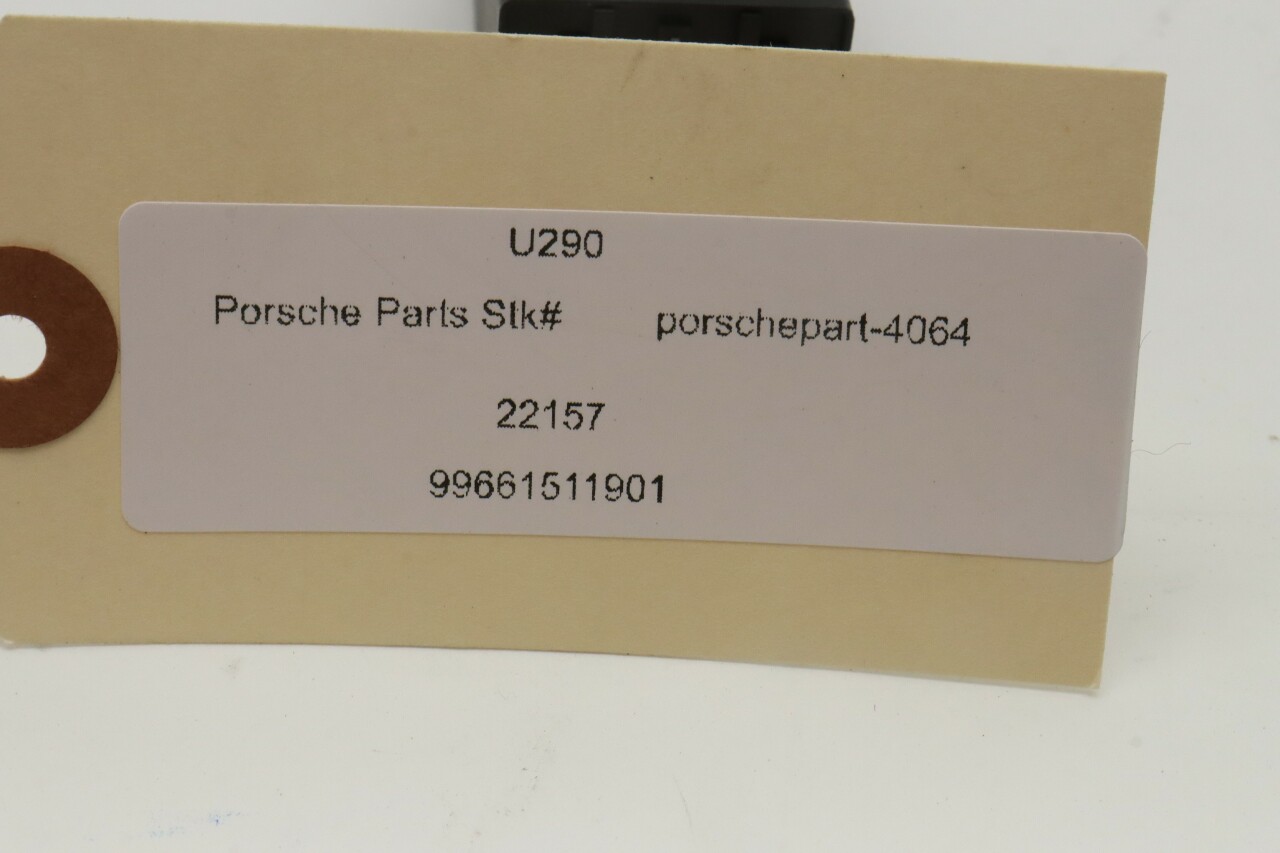 U290
Porsche Parts Stk# porschepart-4064
22157
99661511901